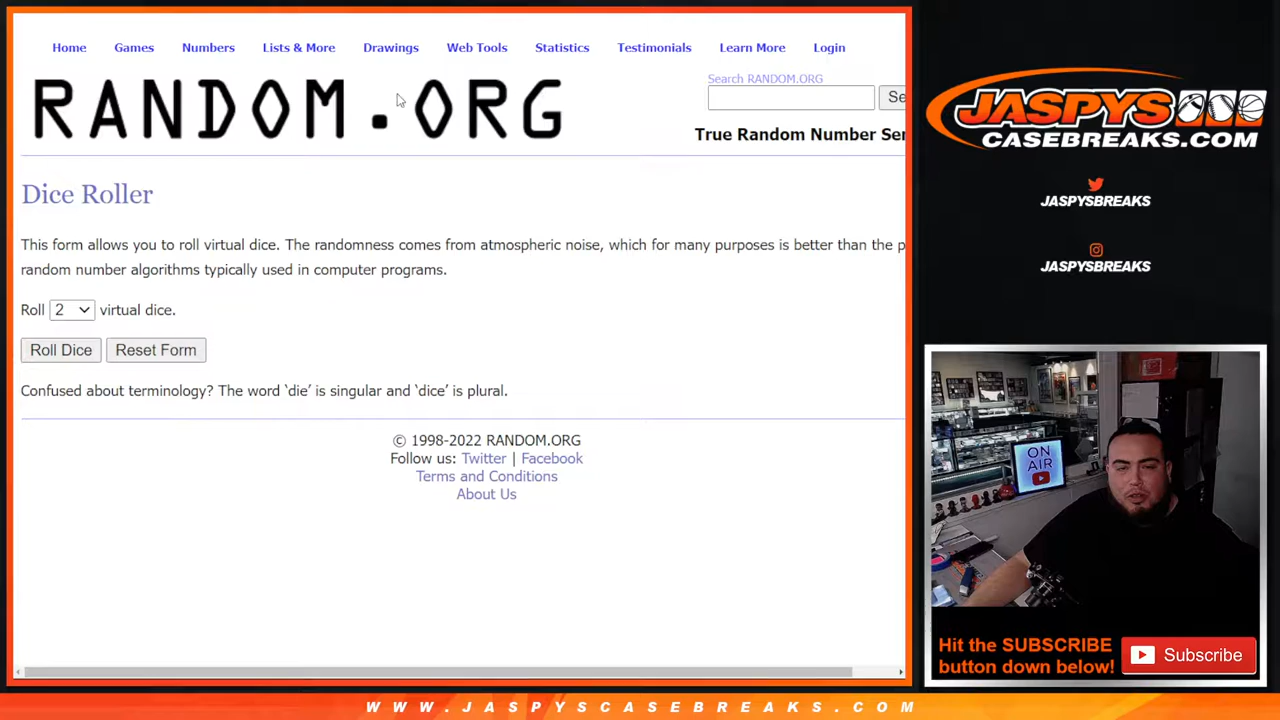 Home Games Numbers Lists & More Drawings Web Tools Statistics Testimonials Learn More Login
RANDOM.ORG
Search RANDOM.ORG
Se
True Random Number Ser
Dice Roller
This form allows you to roll virtual dice. The randomness comes from atmospheric noise, which for many purposes is better than the p
random number algorithms typically used in computer programs.
Roll 2 virtual dice.
Roll Dice Reset Form
Confused about terminology? The word ‘die’ is singular and ‘dice’ is plural.
© 1998-2022 RANDOM.ORG
Follow us: Twitter | Facebook
Terms and Conditions
About Us
JASPYS
CASEBREAKS.COM
JASPYSBREAKS
JASPYSBREAKS
ON
AIR
Hit the SUBSCRIBE
button down below!
Subscribe
WWW.JASPYSCASEBREAKS.COM